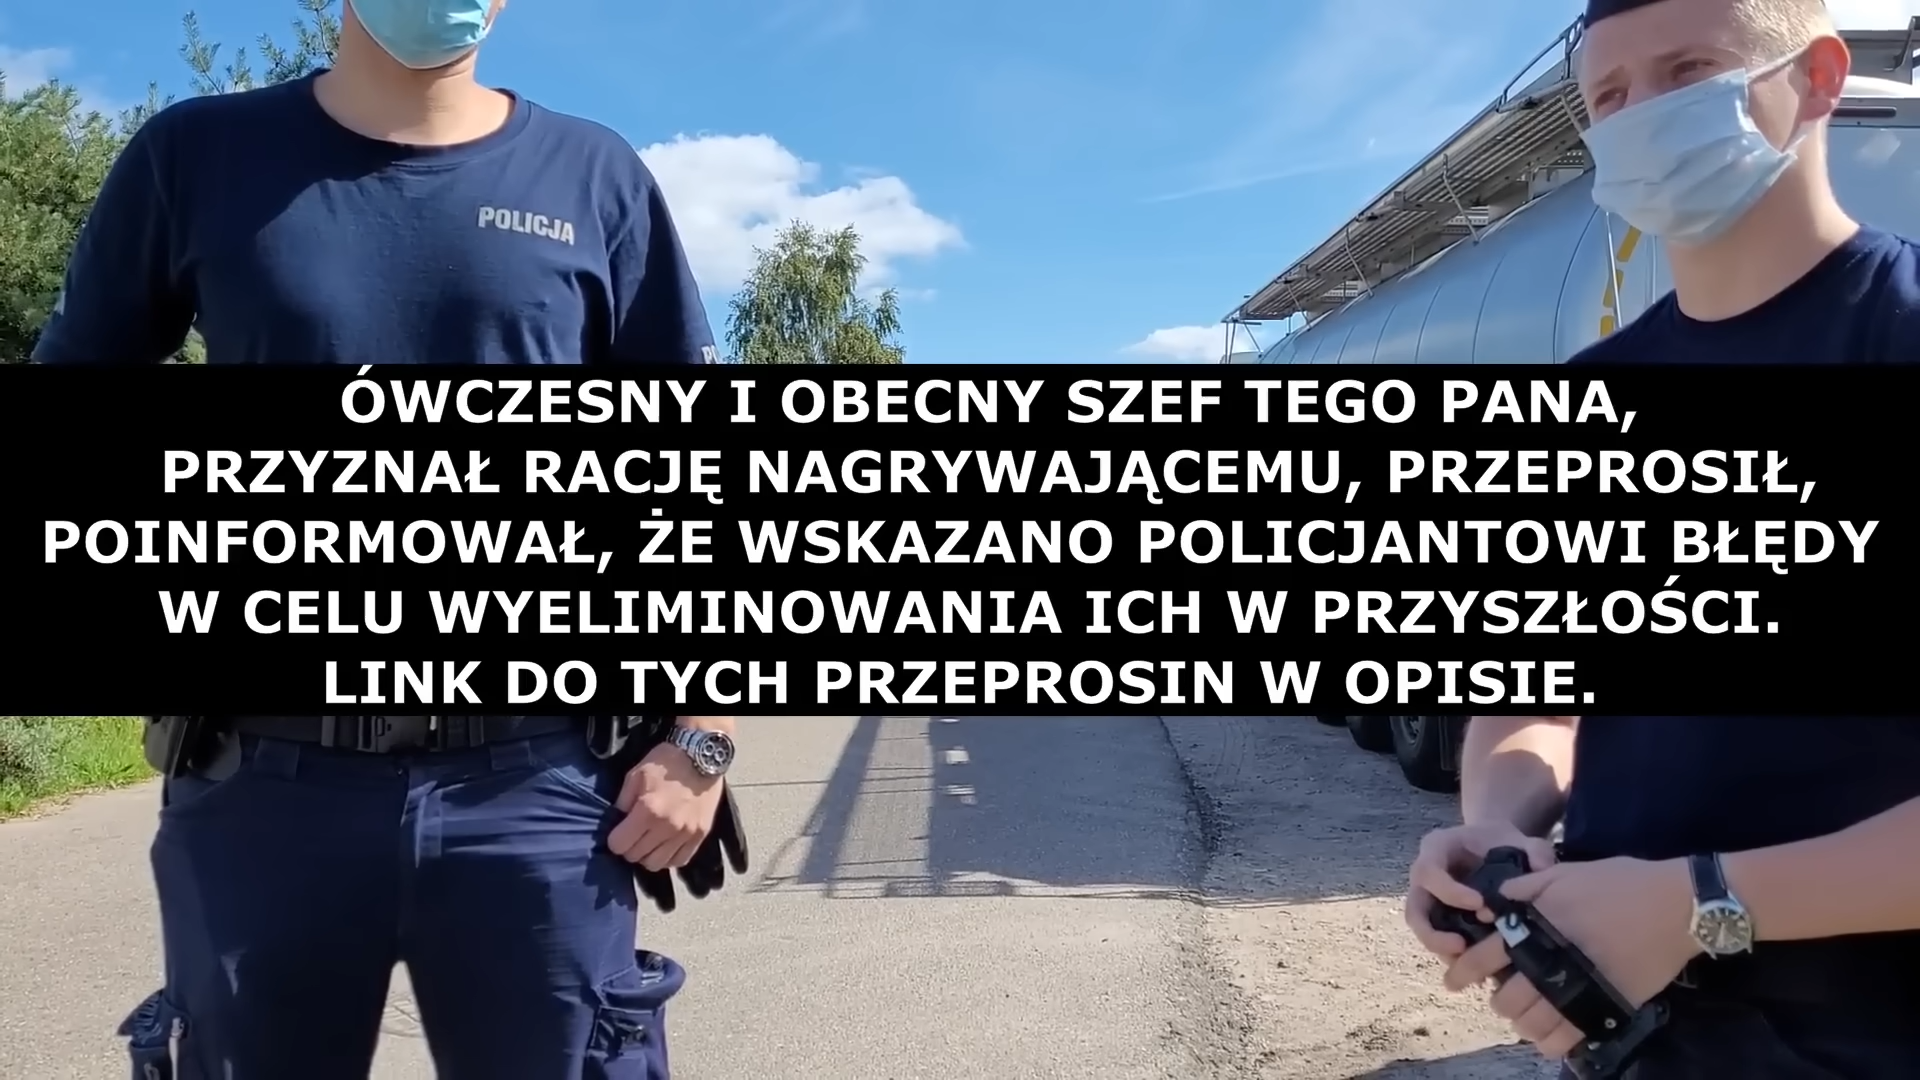 POLICJA
ÓWCZESNY I OBECNY SZEF TEGO PANA,
PRZYZNAŁ RACJĘ NAGRYWAJĄCEMU, PRZEPROSIŁ,
POINFORMOWAŁ, ŻE WSKAZANO POLICJANTOWI BŁĘDY
W CELU WYELIMINOWANIA ICH W PRZYSZŁOŚCI.
LINK DO TYCH PRZEPROSIN W OPISIE.